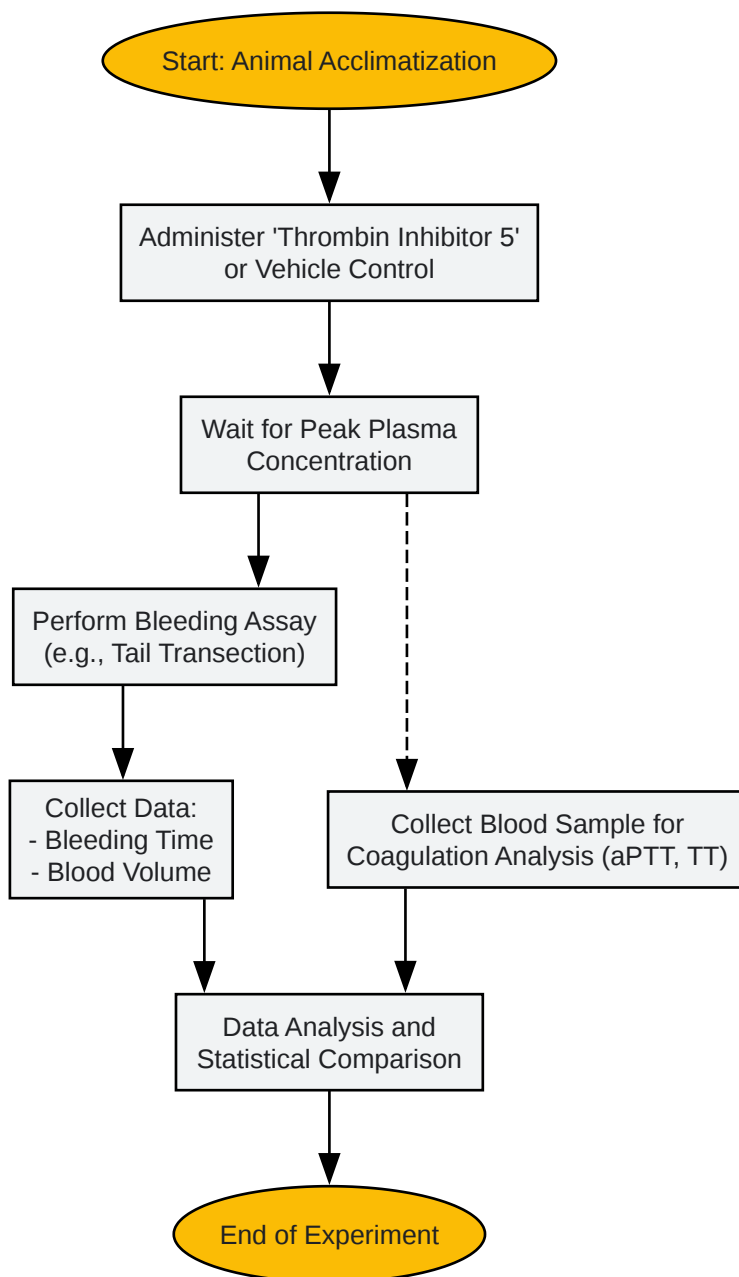 Start: Animal Acclimatization
Administer 'Thrombin Inhibitor 5'
or Vehicle Control
Wait for Peak Plasma
Concentration
Perform Bleeding Assay
(e.g., Tail Transection)
Collect Data:
- Bleeding Time
- Blood Volume
Collect Blood Sample for
Coagulation Analysis (aPTT, TT)
Data Analysis and
Statistical Comparison
End of Experiment